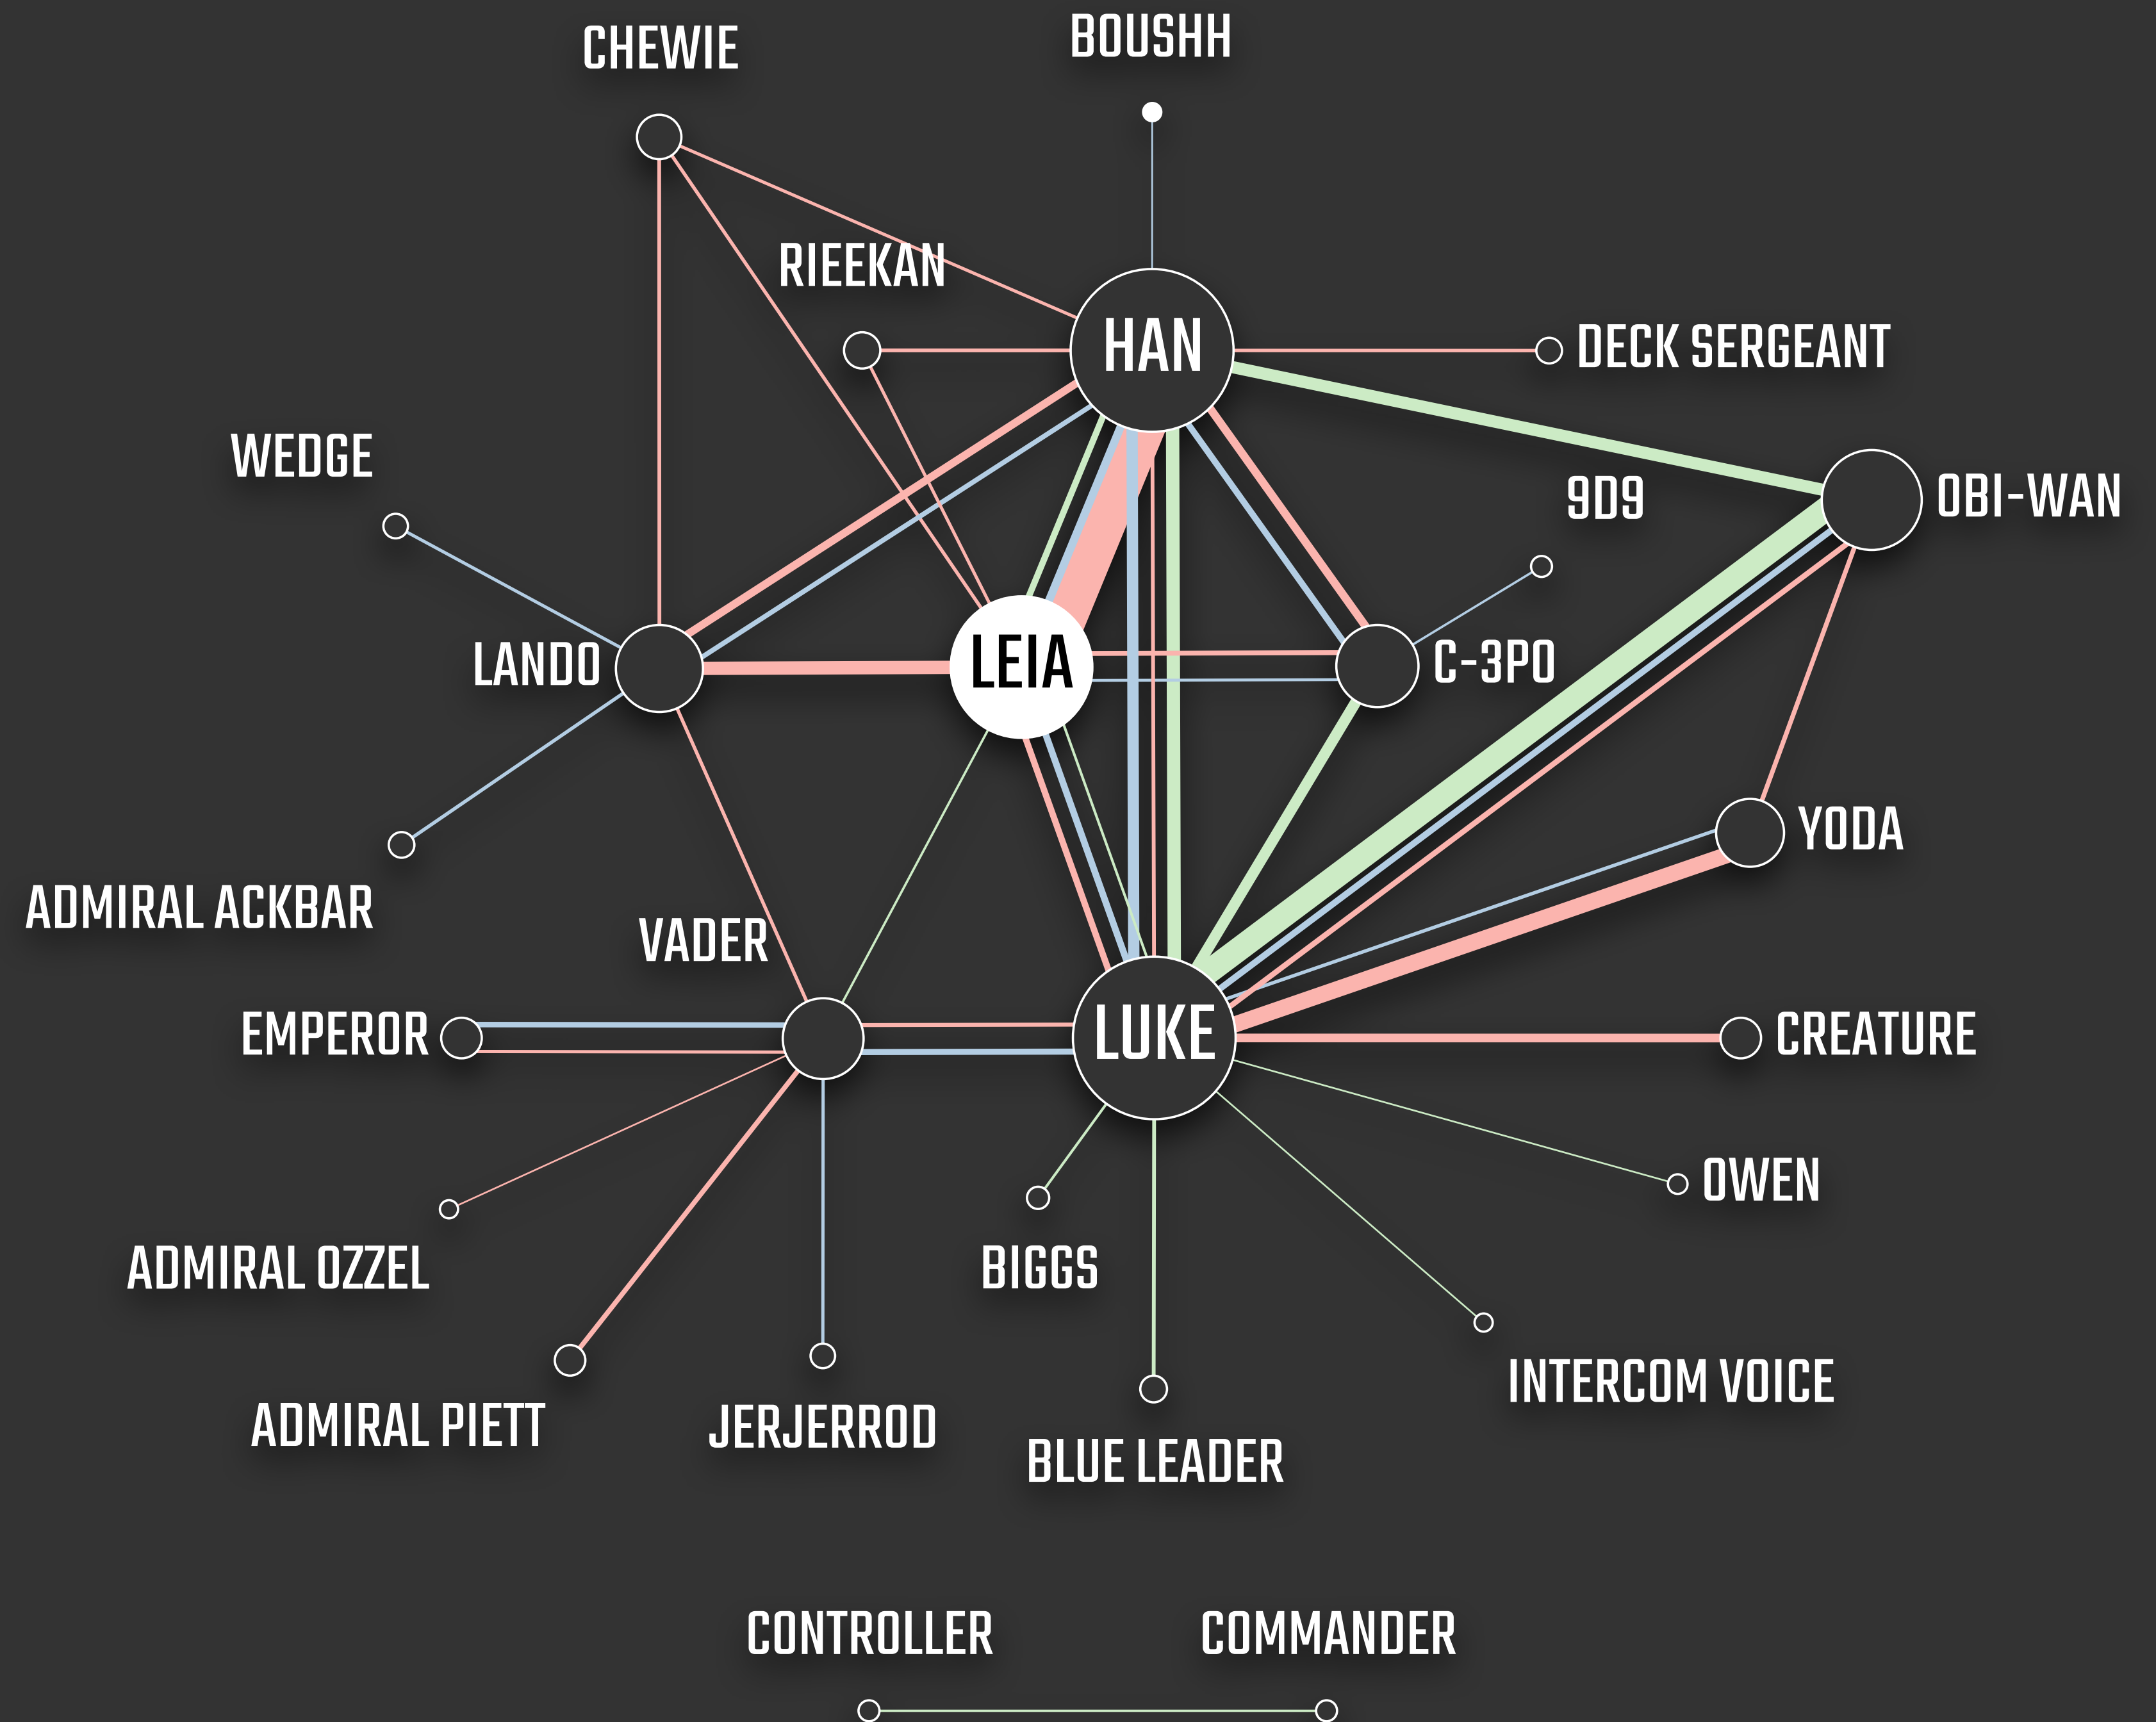 BOUSHH
CHEWIE
RIEEKAN
HAN
DECK SERGEANT
WEDGE
9D9
OBI-WAN
LANDO
LEIA
C-3PO
YODA
ADMIRAL ACKBAR
VADER
EMPEROR
LUKE
CREATURE
OWEN
ADMIRAL OZZEL
BIGGS
INTERCOM VOICE
ADMIRAL PIETT
JERJERROD
BLUE LEADER
CONTROLLER
COMMANDER